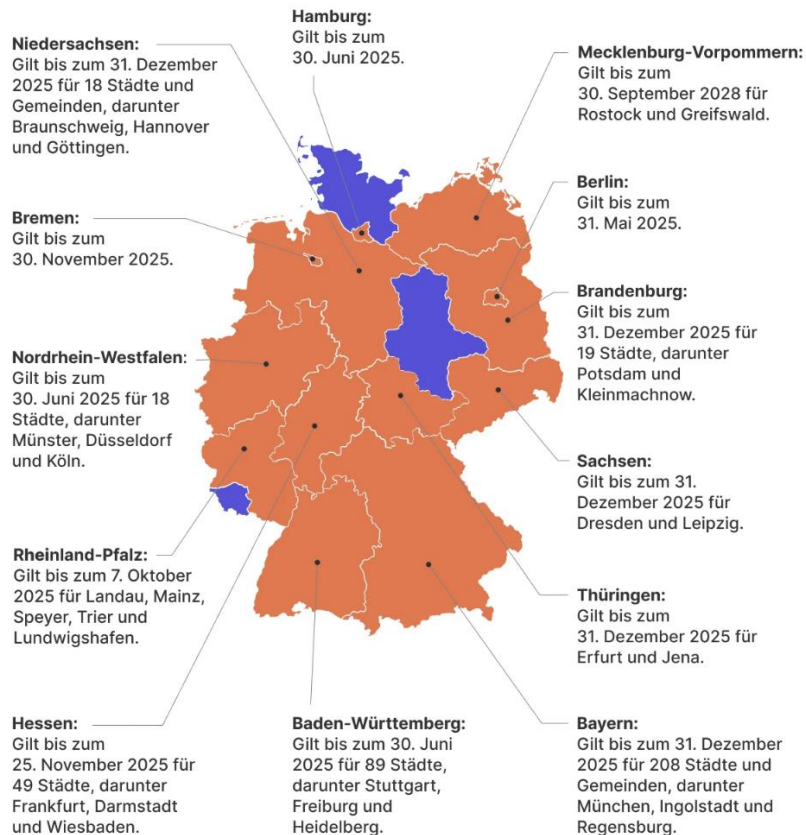 Hamburg:
Gilt bis zum
30. Juni 2025.
Niedersachsen:
Gilt bis zum 31. Dezember
2025 für 18 Städte und
Gemeinden, darunter
Braunschweig, Hannover
und Göttingen.
Mecklenburg-Vorpommern:
Gilt bis zum
30. September 2028 für
Rostock und Greifswald.
Berlin:
Gilt bis zum
31. Mai 2025.
Bremen:
Gilt bis zum
30. November 2025.
Brandenburg:
Gilt bis zum
31. Dezember 2025 für
19 Städte, darunter
Potsdam und
Kleinmachnow.
Nordrhein-Westfalen:
Gilt bis zum
30. Juni 2025 für 18
Städte, darunter
Münster, Düsseldorf
und Köln.
Sachsen:
Gilt bis zum 31.
Dezember 2025 für
Dresden und Leipzig.
Rheinland-Pfalz:
Gilt bis zum 7. Oktober
2025 für Landau, Mainz,
Speyer, Trier und
Lundwigshafen.
Thüringen:
Gilt bis zum
31. Dezember 2025 für
Erfurt und Jena.
Hessen:
Gilt bis zum
25. November 2025 für
49 Städte, darunter
Frankfurt, Darmstadt
und Wiesbaden.
Baden-Württemberg:
Gilt bis zum 30. Juni
2025 für 89 Städte,
darunter Stuttgart,
Freiburg und
Heidelberg.
Bayern:
Gilt bis zum 31. Dezember
2025 für 208 Städte und
Gemeinden, darunter
München, Ingolstadt und
Regensburg.